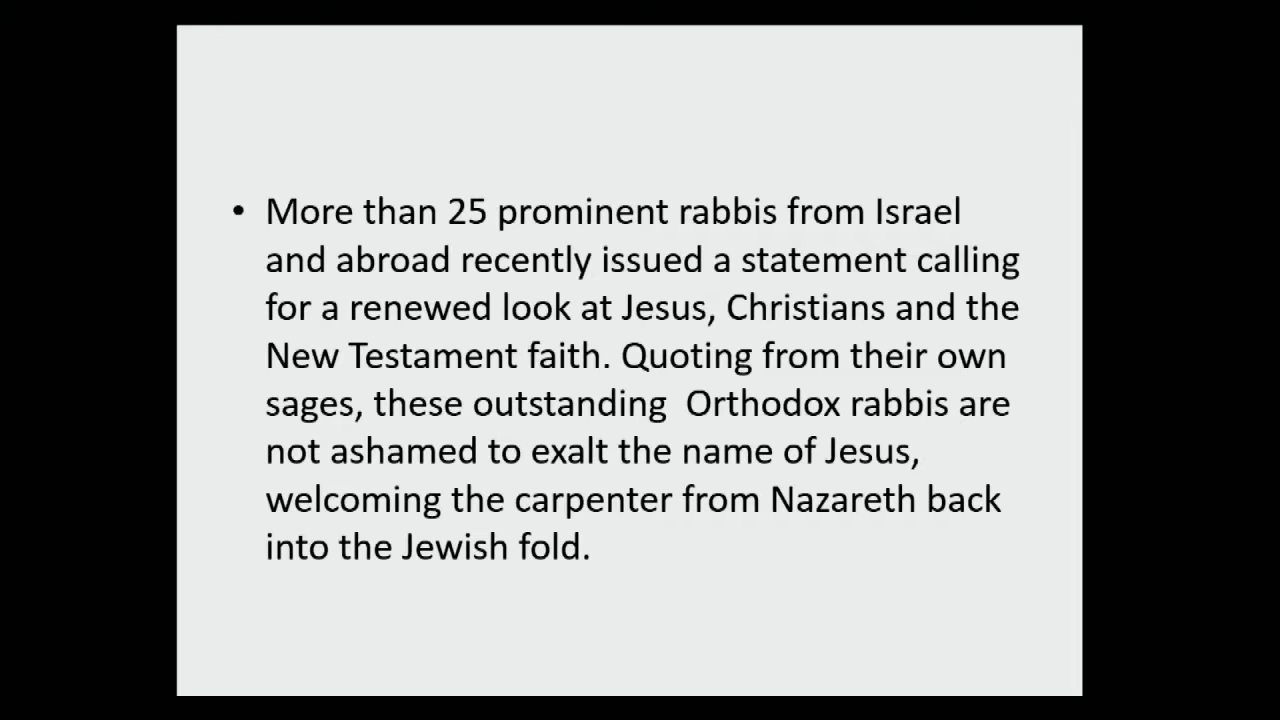 • More than 25 prominent rabbis from Israel
and abroad recently issued a statement calling
for a renewed look at Jesus, Christians and the
New Testament faith. Quoting from their own
sages, these outstanding  Orthodox rabbis are
not ashamed to exalt the name of Jesus,
welcoming the carpenter from Nazareth back
into the Jewish fold.